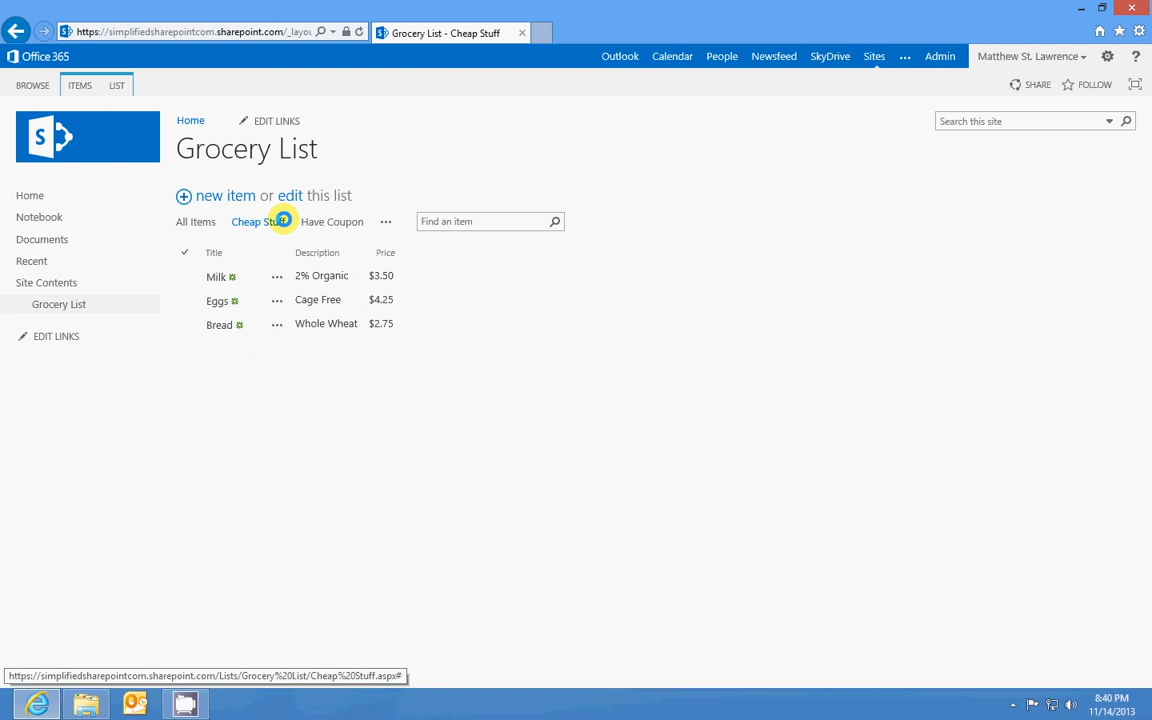 https://simplifiedsharepointcom.sharepoint.com/_layou
Grocery List - Cheap Stuff
Office 365
Outlook Calendar People Newsfeed SkyDrive Sites ... Admin Matthew St. Lawrence ?
BROWSE ITEMS LIST
SHARE FOLLOW
S
Home EDIT LINKS
Search this site
Grocery List
Home
Notebook
Documents
Recent
Site Contents
Grocery List
EDIT LINKS
new item or edit this list
All Items Cheap Stuff Have Coupon ... Find an item
Title Description Price
Milk ... 2% Organic $3.50
Eggs ... Cage Free $4.25
Bread ... Whole Wheat $2.75
https://simplifiedsharepointcom.sharepoint.com/Lists/Grocery%20List/Cheap%20Stuff.aspx#
8:40 PM
11/14/2013